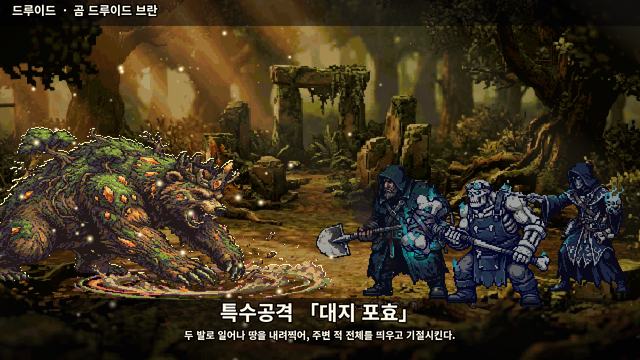 드루이드 · 곰 드루이드 브란
특수공격 「대지 포효」
두 발로 일어나 땅을 내려찍어, 주변 적 전체를 띄우고 기절시킨다.